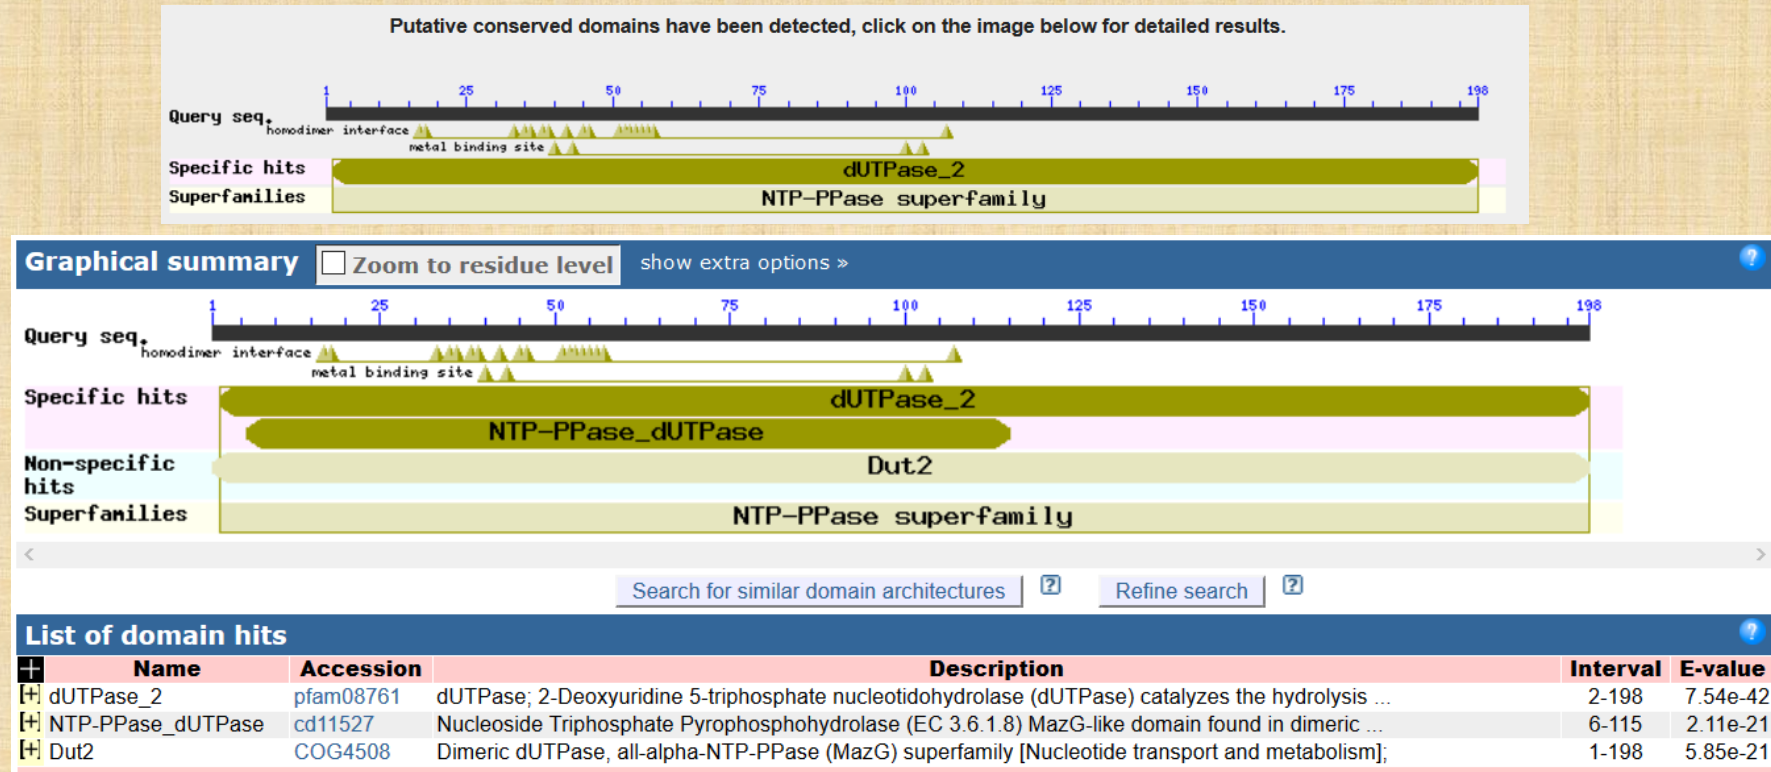 Putative conserved domains have been detected, click on the image below for detailed results.
1 25 50 75 100 125 150 175 198
Query seq.
homodimer interface
metal binding site
Specific hits dUTPase_2
Superfamilies NTP-PPase superfamily
Graphical summary Zoom to residue level show extra options » ?
1 25 50 75 100 125 150 175 198
Query seq.
homodimer interface
metal binding site
Specific hits dUTPase_2
NTP-PPase_dUTPase
Non-specific
hits Dut2
Superfamilies NTP-PPase superfamily
< >
Search for similar domain architectures ? Refine search ?
List of domain hits ?
+ Name Accession Description Interval E-value
[+] dUTPase_2 pfam08761 dUTPase; 2-Deoxyuridine 5-triphosphate nucleotidohydrolase (dUTPase) catalyzes the hydrolysis ... 2-198 7.54e-42
[+] NTP-PPase_dUTPase cd11527 Nucleoside Triphosphate Pyrophosphohydrolase (EC 3.6.1.8) MazG-like domain found in dimeric ... 6-115 2.11e-21
[+] Dut2 COG4508 Dimeric dUTPase, all-alpha-NTP-PPase (MazG) superfamily [Nucleotide transport and metabolism]; 1-198 5.85e-21